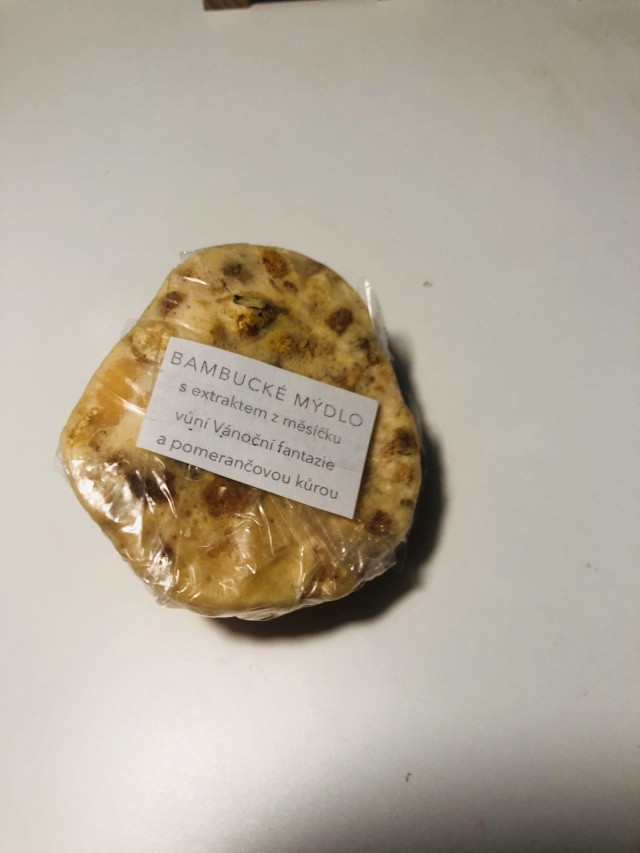 BAMBUCKÉ MÝDLO
s extraktem z měsíčku
vůní Vánoční fantazie
a pomerančovou kůrou